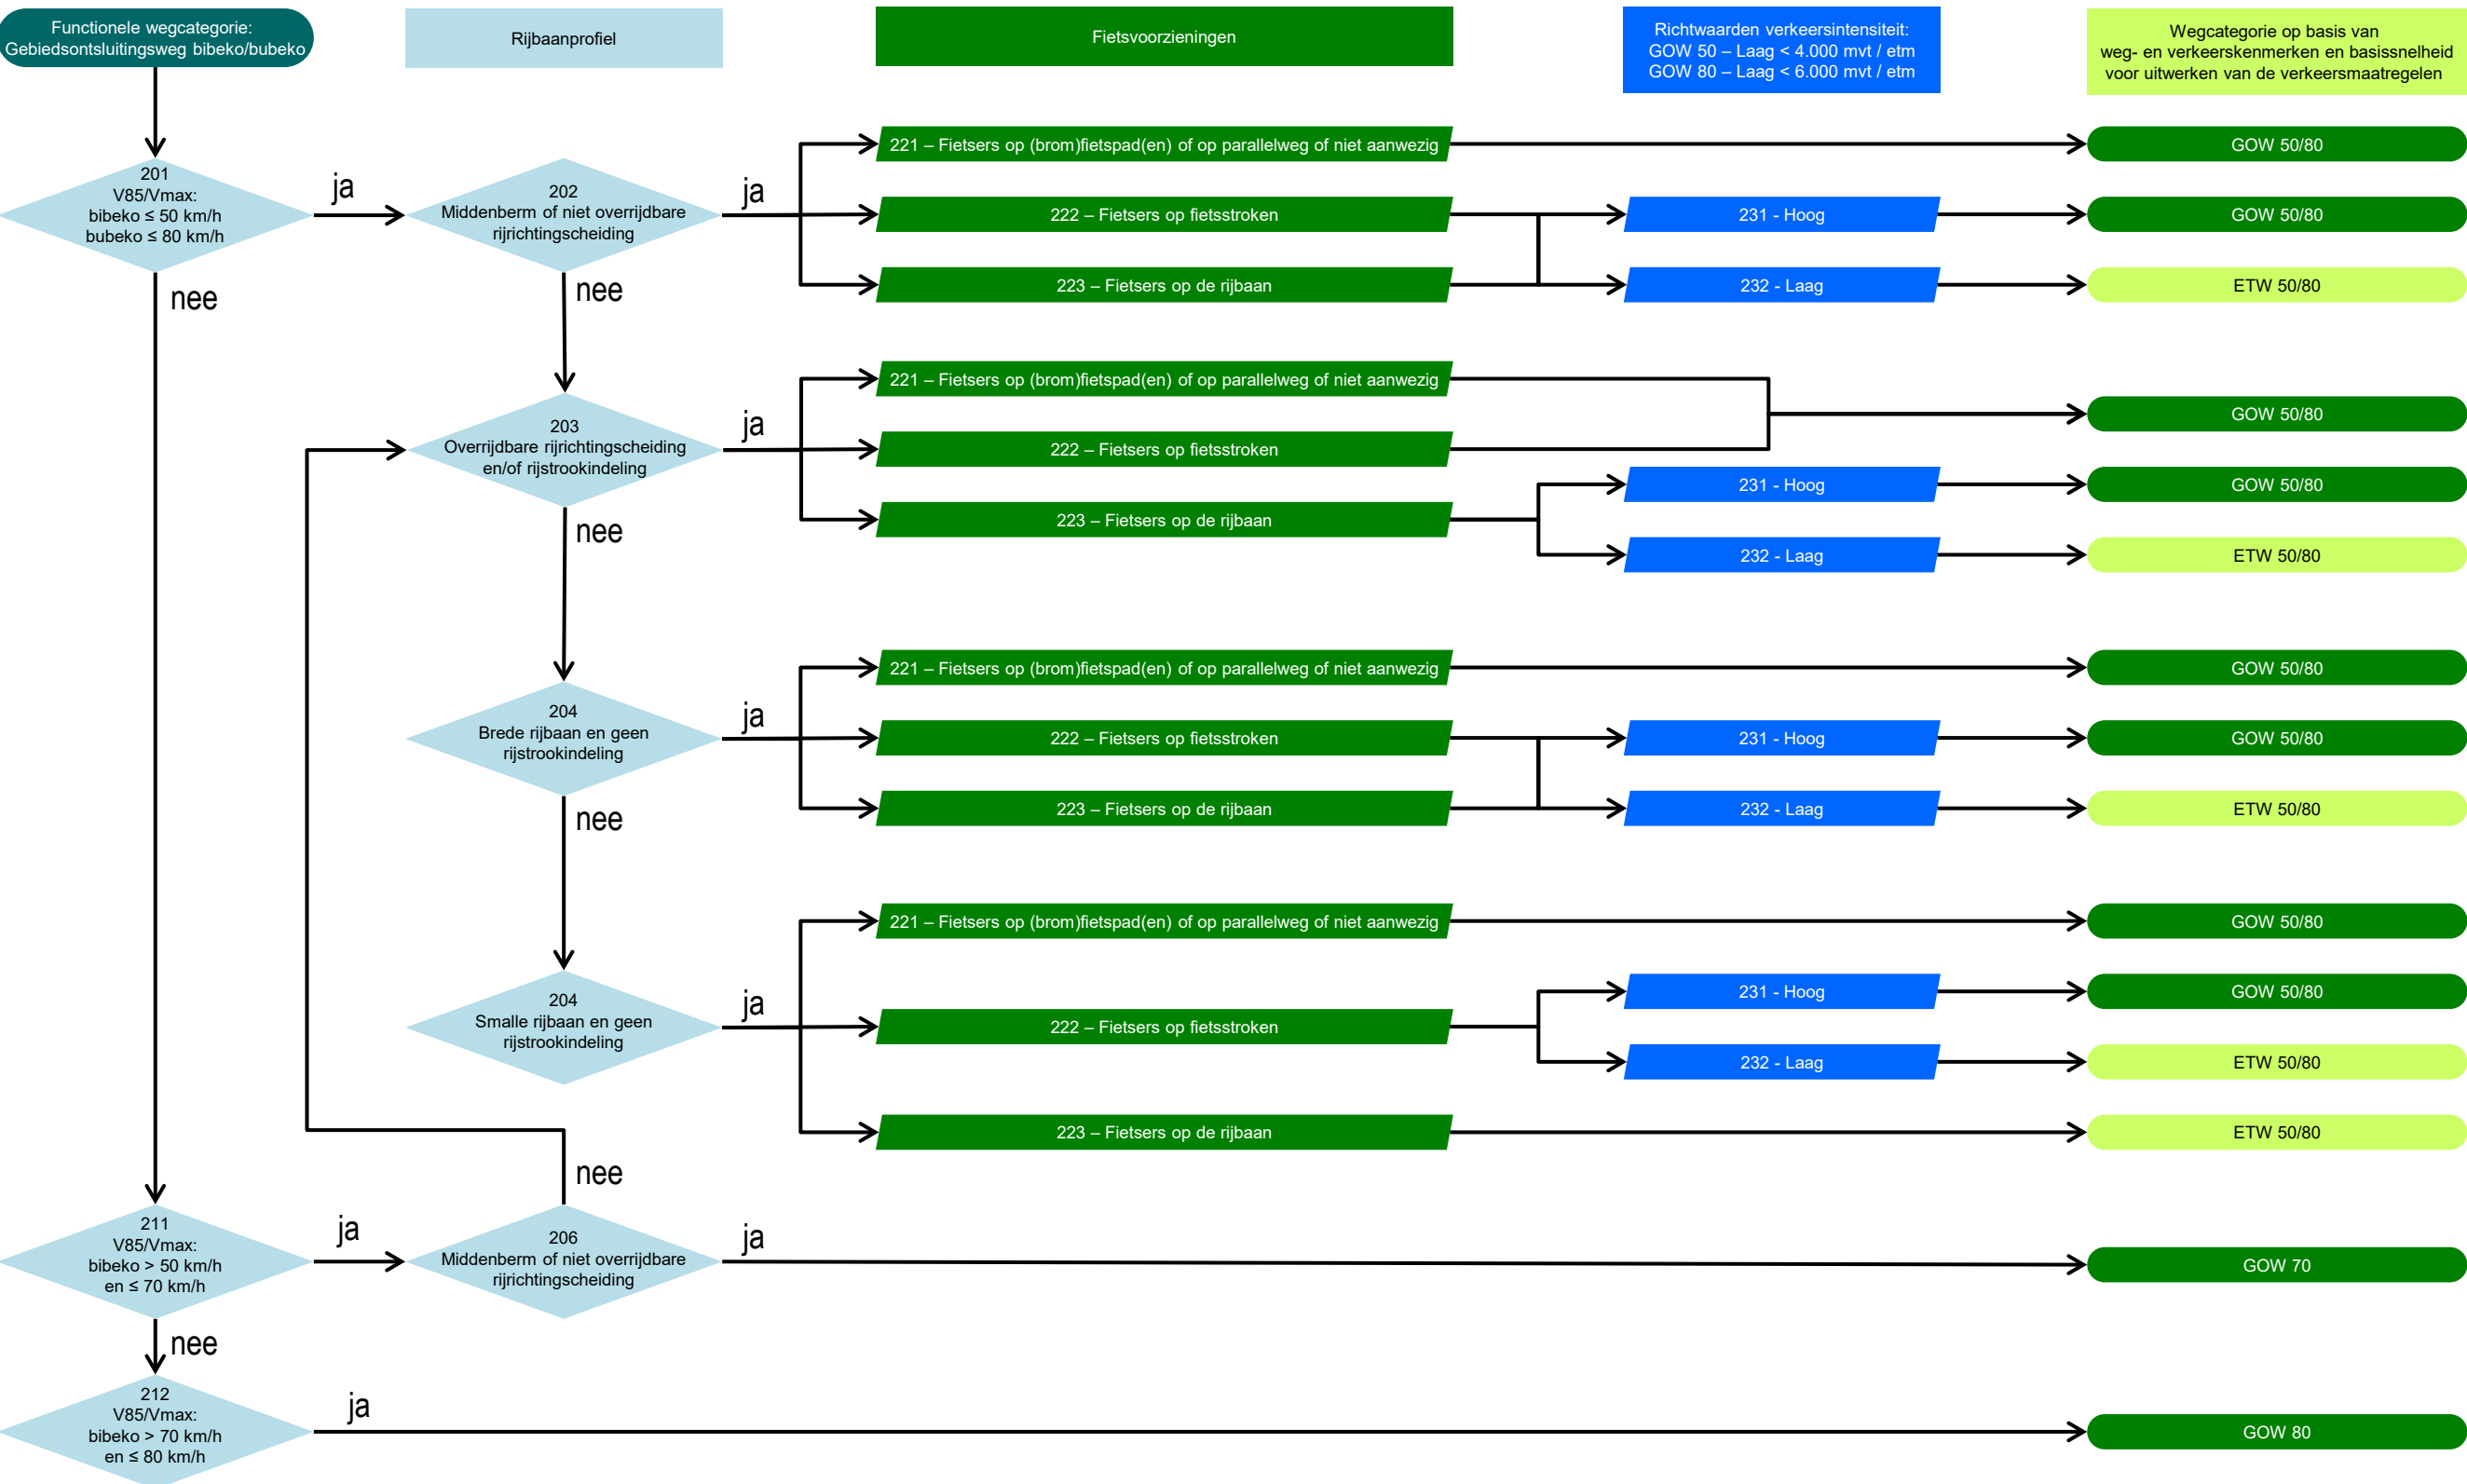 Functionele wegcategorie:
Gebiedsontsluitingsweg bibeko/bubeko
Rijbaanprofiel
Fietsvoorzieningen
Richtwaarden verkeersintensiteit:
GOW 50 – Laag < 4.000 mvt / etm
GOW 80 – Laag < 6.000 mvt / etm
Wegcategorie op basis van
weg- en verkeerskenmerken en basissnelheid
voor uitwerken van de verkeersmaatregelen
201
V85/Vmax:
bibeko ≤ 50 km/h
bubeko ≤ 80 km/h
ja
nee
202
Middenberm of niet overrijdbare
rijrichtingscheiding
ja
nee
221 – Fietsers op (brom)fietspad(en) of op parallelweg of niet aanwezig
GOW 50/80
222 – Fietsers op fietsstroken
231 - Hoog
GOW 50/80
223 – Fietsers op de rijbaan
232 - Laag
ETW 50/80
203
Overrijdbare rijrichtingscheiding
en/of rijstrookindeling
ja
nee
221 – Fietsers op (brom)fietspad(en) of op parallelweg of niet aanwezig
GOW 50/80
222 – Fietsers op fietsstroken
231 - Hoog
GOW 50/80
223 – Fietsers op de rijbaan
232 - Laag
ETW 50/80
204
Brede rijbaan en geen
rijstrookindeling
ja
nee
221 – Fietsers op (brom)fietspad(en) of op parallelweg of niet aanwezig
GOW 50/80
222 – Fietsers op fietsstroken
231 - Hoog
GOW 50/80
223 – Fietsers op de rijbaan
232 - Laag
ETW 50/80
204
Smalle rijbaan en geen
rijstrookindeling
ja
221 – Fietsers op (brom)fietspad(en) of op parallelweg of niet aanwezig
GOW 50/80
222 – Fietsers op fietsstroken
231 - Hoog
GOW 50/80
232 - Laag
ETW 50/80
223 – Fietsers op de rijbaan
ETW 50/80
211
V85/Vmax:
bibeko > 50 km/h
en ≤ 70 km/h
ja
nee
206
Middenberm of niet overrijdbare
rijrichtingscheiding
nee
ja
GOW 70
212
V85/Vmax:
bibeko > 70 km/h
en ≤ 80 km/h
ja
GOW 80